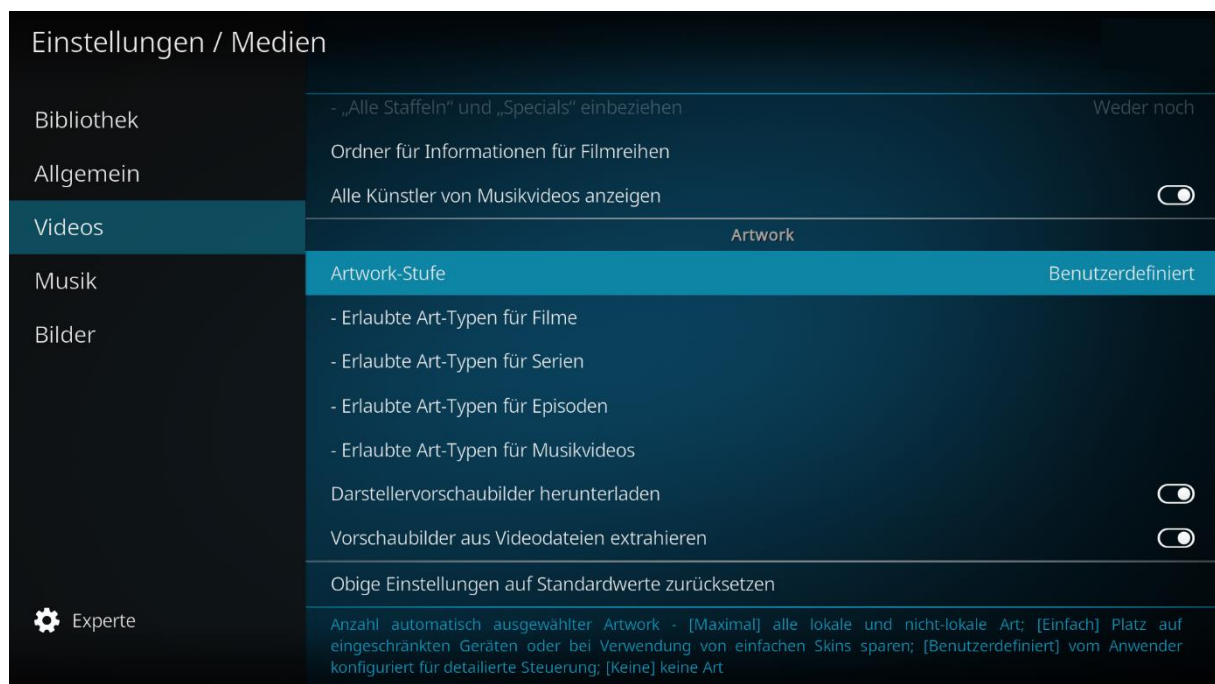 Einstellungen / Medien
Bibliothek
Allgemein
Videos
Musik
Bilder
Experte
- „Alle Staffeln“ und „Specials“ einbeziehen Weder noch
Ordner für Informationen für Filmreihen
Alle Künstler von Musikvideos anzeigen
Artwork
Artwork-Stufe Benutzerdefiniert
- Erlaubte Art-Typen für Filme
- Erlaubte Art-Typen für Serien
- Erlaubte Art-Typen für Episoden
- Erlaubte Art-Typen für Musikvideos
Darstellervorschaubilder herunterladen
Vorschaubilder aus Videodateien extrahieren
Obige Einstellungen auf Standardwerte zurücksetzen
Anzahl automatisch ausgewählter Artwork - [Maximal] alle lokale und nicht-lokale Art; [Einfach] Platz auf
eingeschränkten Geräten oder bei Verwendung von einfachen Skins sparen; [Benutzerdefiniert] vom Anwender
konfiguriert für detailierte Steuerung; [Keine] keine Art